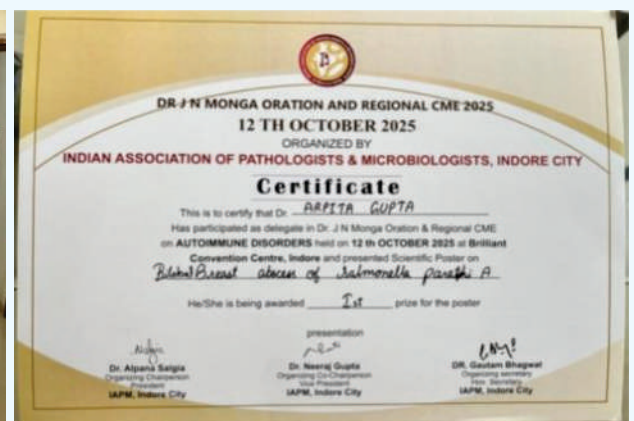 DR J N MONGA ORATION AND REGIONAL CME 2025
12 TH OCTOBER 2025
ORGANIZED BY
INDIAN ASSOCIATION OF PATHOLOGISTS & MICROBIOLOGISTS, INDORE CITY
Certificate
This is to certify that Dr. ARPITA GUPTA
Has participated as delegate in Dr. J N Monga Oration & Regional CME
on AUTOIMMUNE DISORDERS held on 12 th OCTOBER 2025 at Brilliant
Convention Centre, Indore and presented Scientific Poster on
Breast abscess of Salmonella A
He/She is being awarded Ist prize for the poster
presentation
Dr. Alpana Salgia
Organizing Chairperson
President
IAPM, Indore City
Dr. Neeraj Gupta
Organizing Co-Chairperson
Vice President
IAPM, Indore City
DR. Gautam Bhagwat
Organizing secretary
Hon. Secretary
IAPM, Indore City